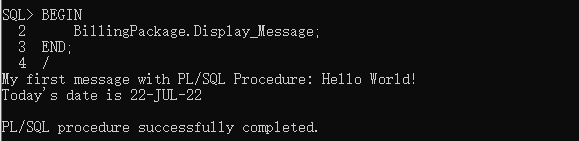 SQL> BEGIN
  2      BillingPackage.Display_Message;
  3  END;
  4  /
My first message with PL/SQL Procedure: Hello World!
Today's date is 22-JUL-22
PL/SQL procedure successfully completed.